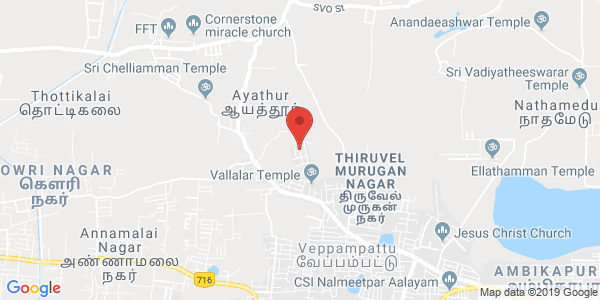 SVO St
Cornerstone
miracle church
FFT
Anandaeashwar Temple
Sri Chelliamman Temple
Sri Vadiyatheeswarar
Temple
Thottikalai
தொட்டிகலை
Ayathur
ஆயத்தூர்
Nathamedu
நாதமேடு
OWRI NAGAR
கௌரி
நகர்
Vallalar Temple
THIRUVEL
MURUGAN
NAGAR
திருவேல்
முருகன்
நகர்
Ellathamman Temple
Annamalai
Nagar
அண்ணாமலை
நகர்
716
Veppampattu
வேப்பம்பட்டு
Jesus Christ Church
CSI Nalmeetpar Aalayam
AMBIKAPUR
Google
Map data ©2019 Google